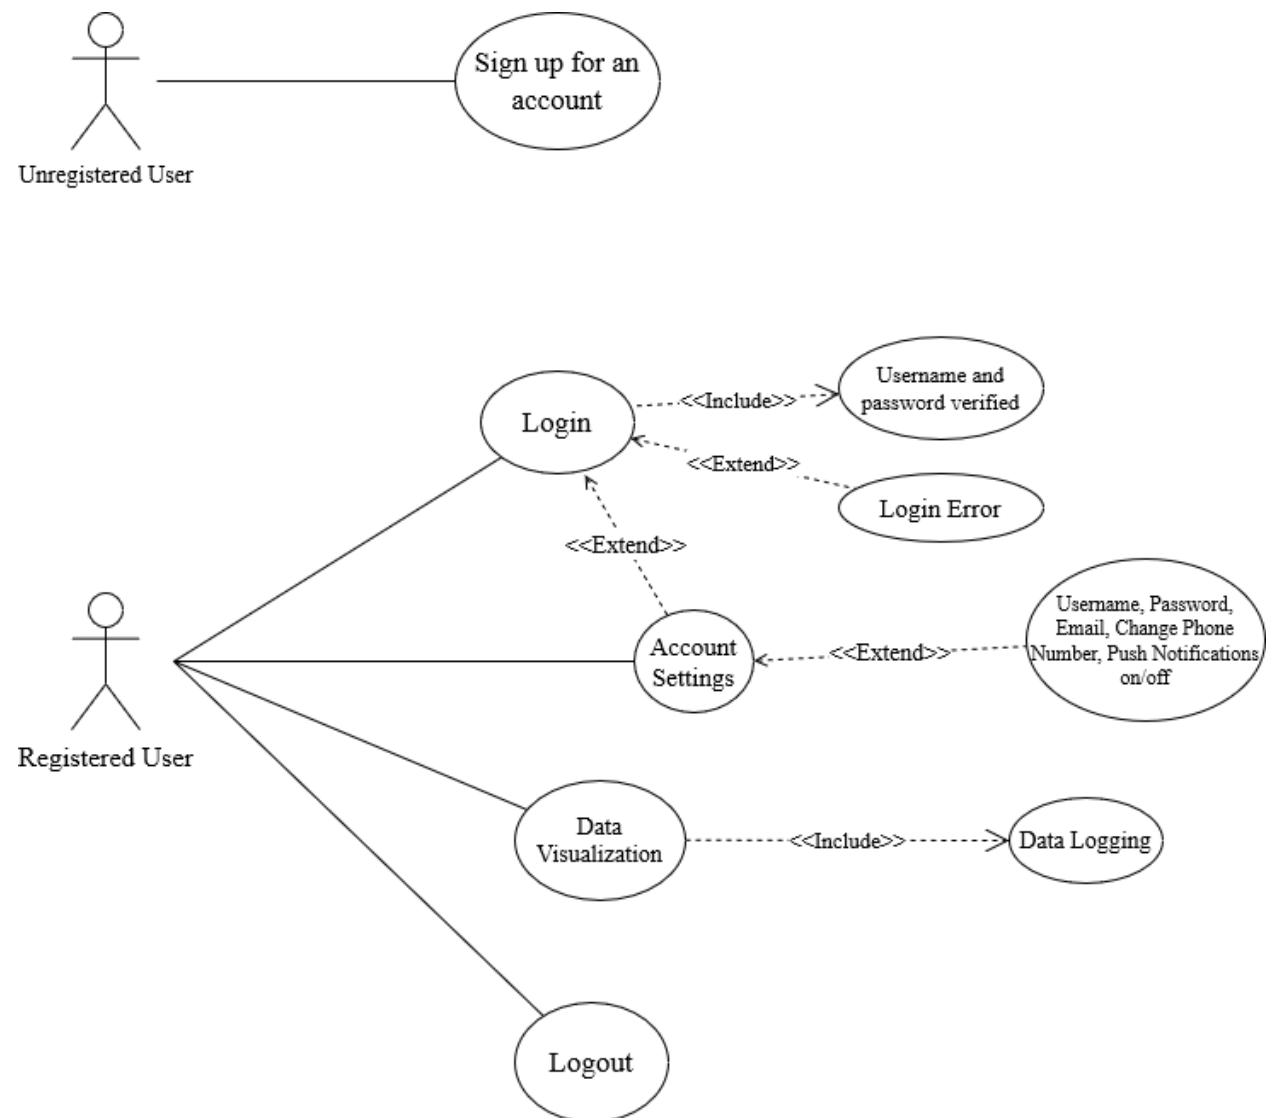 Sign up for an
account
Unregistered User
Username and
password verified
<<Include>>
Login
<<Extend>>
Login Error
<<Extend>>
Username, Password,
Email, Change Phone
Number, Push Notifications
on/off
Account
Settings
<<Extend>>
Registered User
Data
Visualization
<<Include>>
Data Logging
Logout